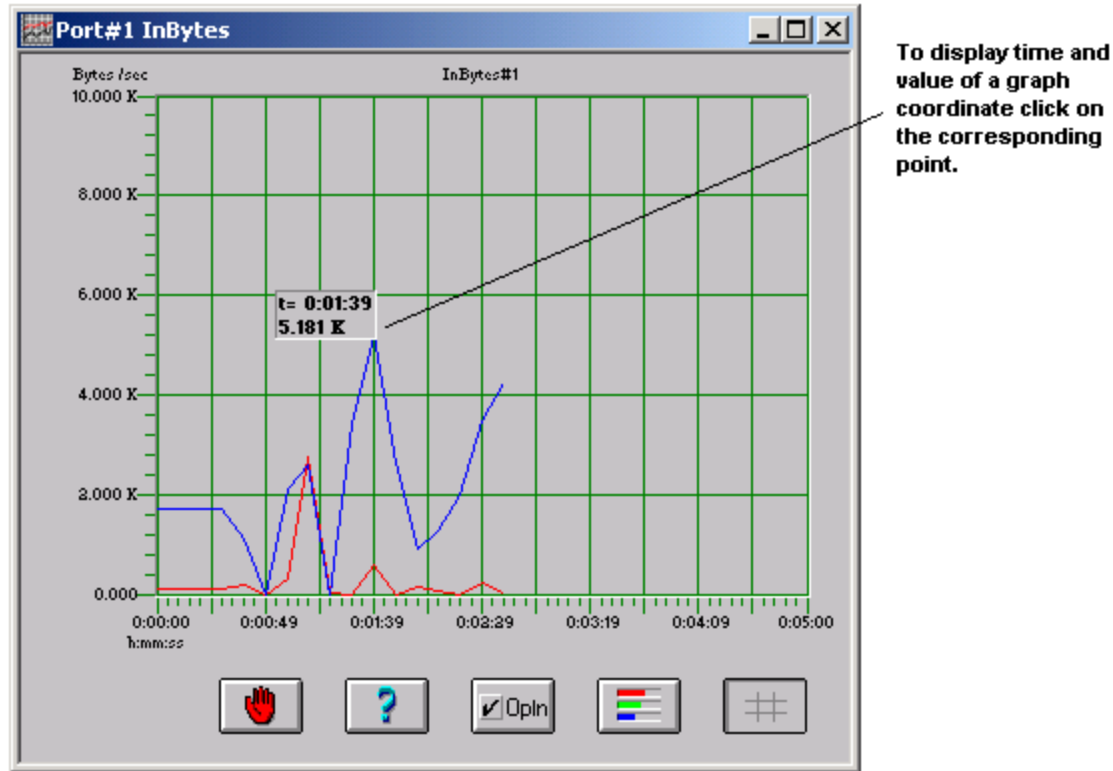 Port#1 InBytes
Bytes /sec
InBytes#1
10.000 K
8.000 K
6.000 K
4.000 K
2.000 K
0.000
t= 0:01:39
5.181 K
0:00:00
0:00:49
0:01:39
0:02:29
0:03:19
0:04:09
0:05:00
h:mm:ss
?
OpIn
To display time and
value of a graph
coordinate click on
the corresponding
point.